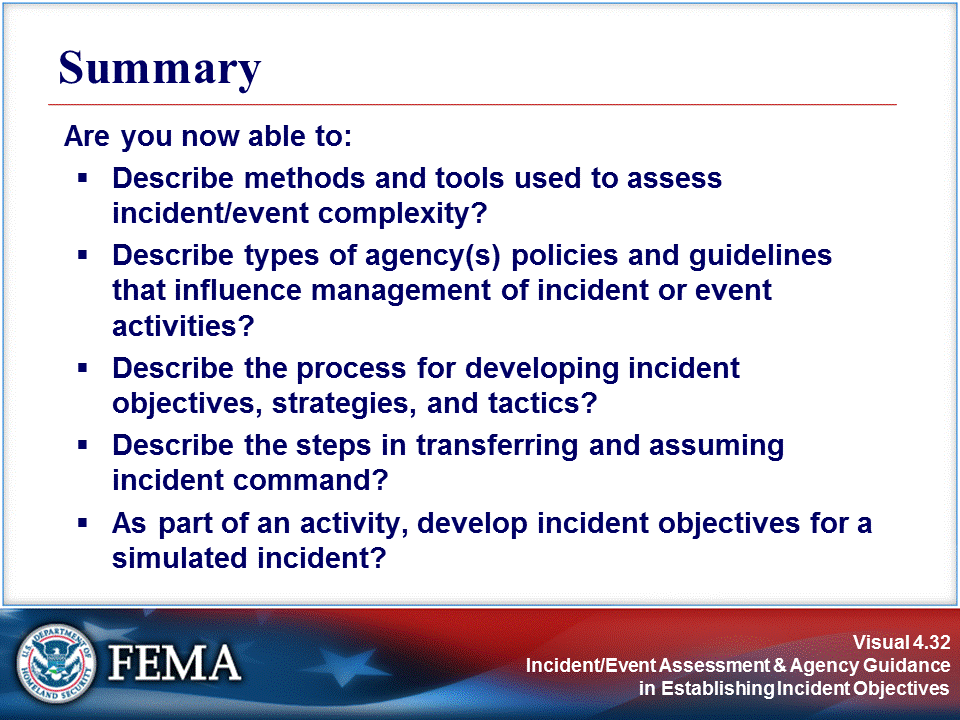 Summary
Are you now able to:
▪ Describe methods and tools used to assess
incident/event complexity?
▪ Describe types of agency(s) policies and guidelines
that influence management of incident or event
activities?
▪ Describe the process for developing incident
objectives, strategies, and tactics?
▪ Describe the steps in transferring and assuming
incident command?
▪ As part of an activity, develop incident objectives for a
simulated incident?
U.S. DEPARTMENT OF
HOMELAND SECURITY
FEMA
Visual 4.32
Incident/Event Assessment & Agency Guidance
in Establishing Incident Objectives